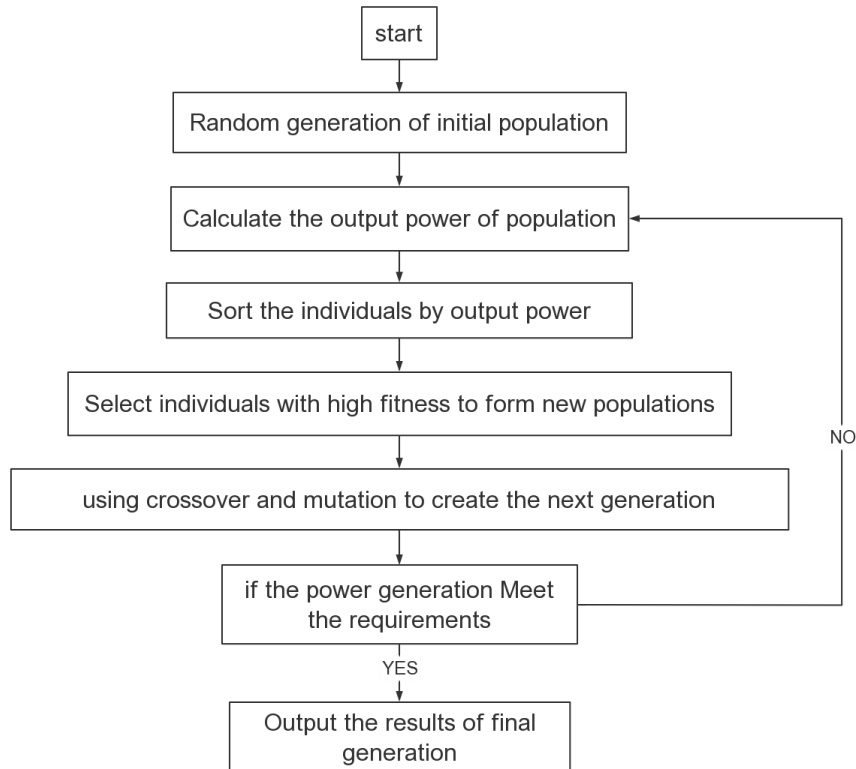 start
Random generation of initial population
Calculate the output power of population
Sort the individuals by output power
Select individuals with high fitness to form new populations
NO
using crossover and mutation to create the next generation
if the power generation Meet
the requirements
YES
Output the results of final
generation